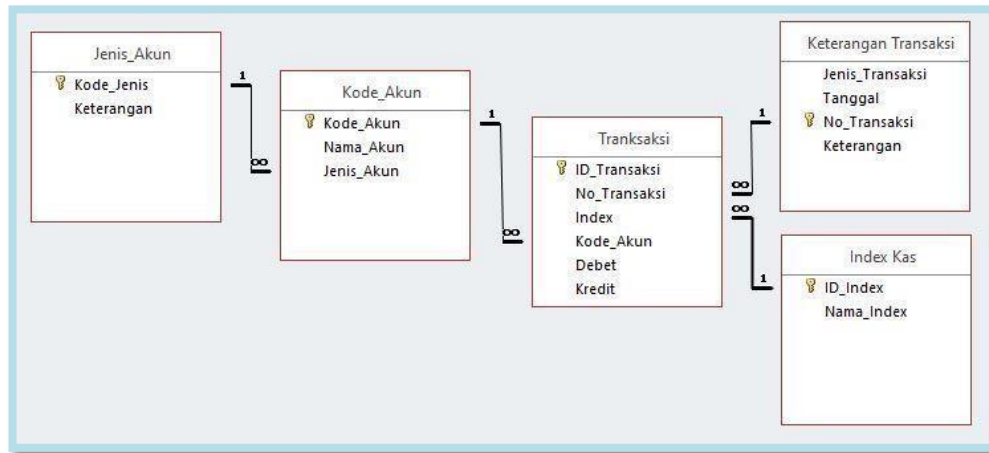 Jenis_Akun
Kode_Jenis
Keterangan
1
∞
Kode_Akun
Kode_Akun
Nama_Akun
Jenis_Akun
1
∞
Tranksaksi
ID_Transaksi
No_Transaksi
Index
Kode_Akun
Debet
Kredit
1
∞
∞
1
Keterangan Transaksi
Jenis_Transaksi
Tanggal
No_Transaksi
Keterangan
Index Kas
ID_Index
Nama_Index